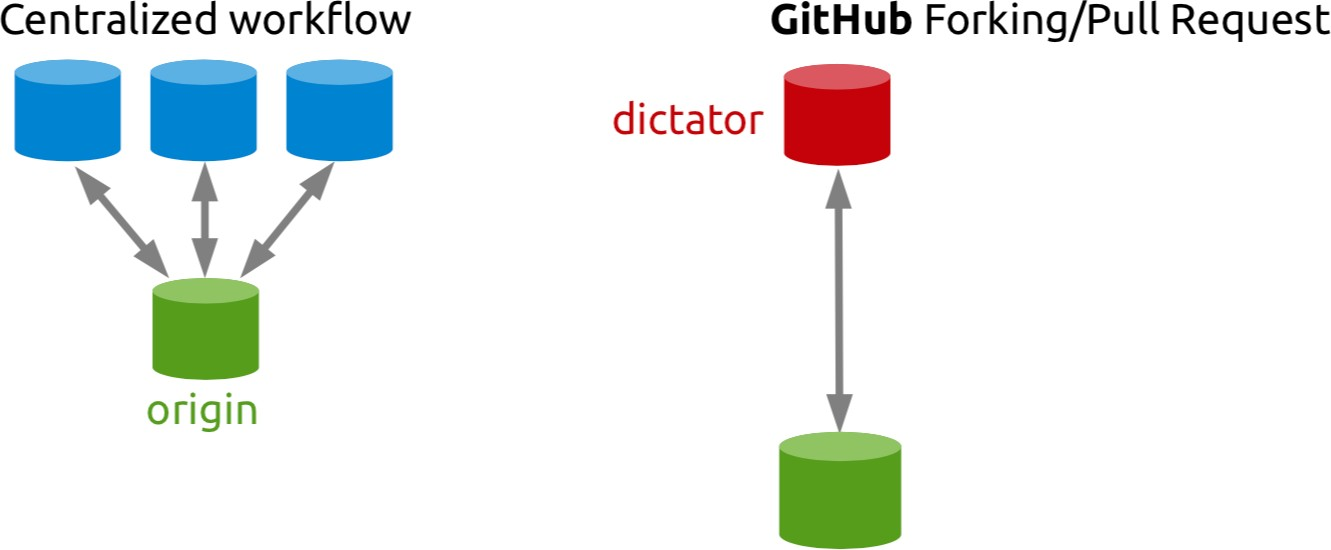 Centralized workflow
GitHub Forking/Pull Request
dictator
origin